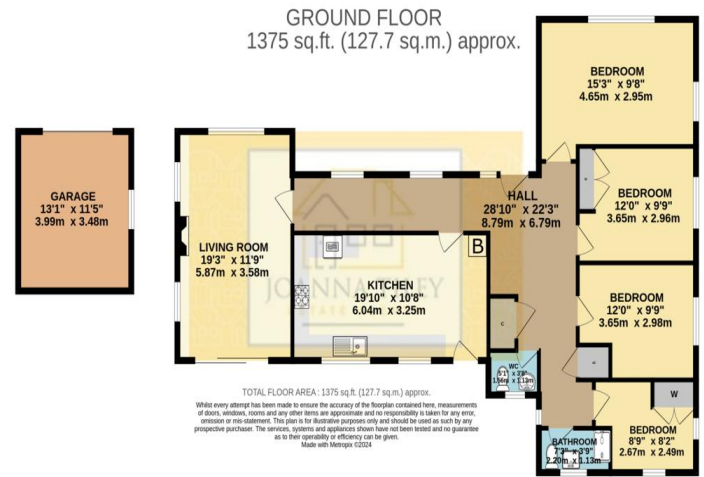 GROUND FLOOR
1375 sq.ft. (127.7 sq.m.) approx.
BEDROOM
15'3" x 9'8"
4.65m x 2.95m
GARAGE
13'1" x 11'5"
3.99m x 3.48m
HALL
28'10" x 22'3"
8.79m x 6.79m
BEDROOM
12'0" x 9'9"
3.65m x 2.96m
LIVING ROOM
19'3" x 11'9"
5.87m x 3.58m
B
KITCHEN
19'10" x 10'8"
6.04m x 3.25m
BEDROOM
12'0" x 9'9"
3.65m x 2.98m
C
WC
W
BEDROOM
8'9" x 8'2"
2.67m x 2.49m
BATHROOM
7'3" x 3'9"
2.20m x 1.13m
TOTAL FLOOR AREA : 1375 sq.ft. (127.7 sq.m.) approx.
Whilst every attempt has been made to ensure the accuracy of the floorplan contained here, measurements
of doors, windows, rooms and any other items are approximate and no responsibility is taken for any error,
omission or mis-statement. This plan is for illustrative purposes only and should be used as such by any
prospective purchaser. The services, systems and appliances shown have not been tested and no guarantee
as to their operability or efficiency can be given.
Made with Metropix ©2024